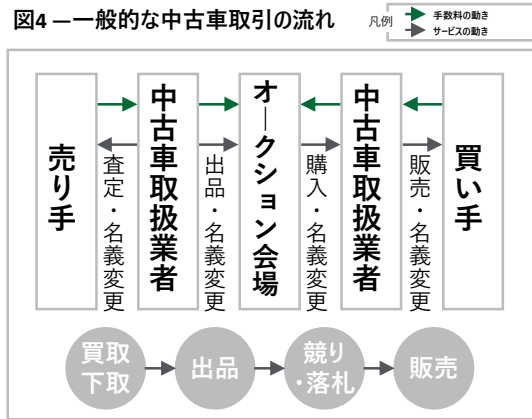 図4 ―一般的な中古車取引の流れ
凡例
手数料の動き
サービスの動き
売り手
査定・名義変更
中古車取扱業者
出品・名義変更
オークション会場
購入・名義変更
中古車取扱業者
販売・名義変更
買い手
買取
下取
出品
競り
・落札
販売